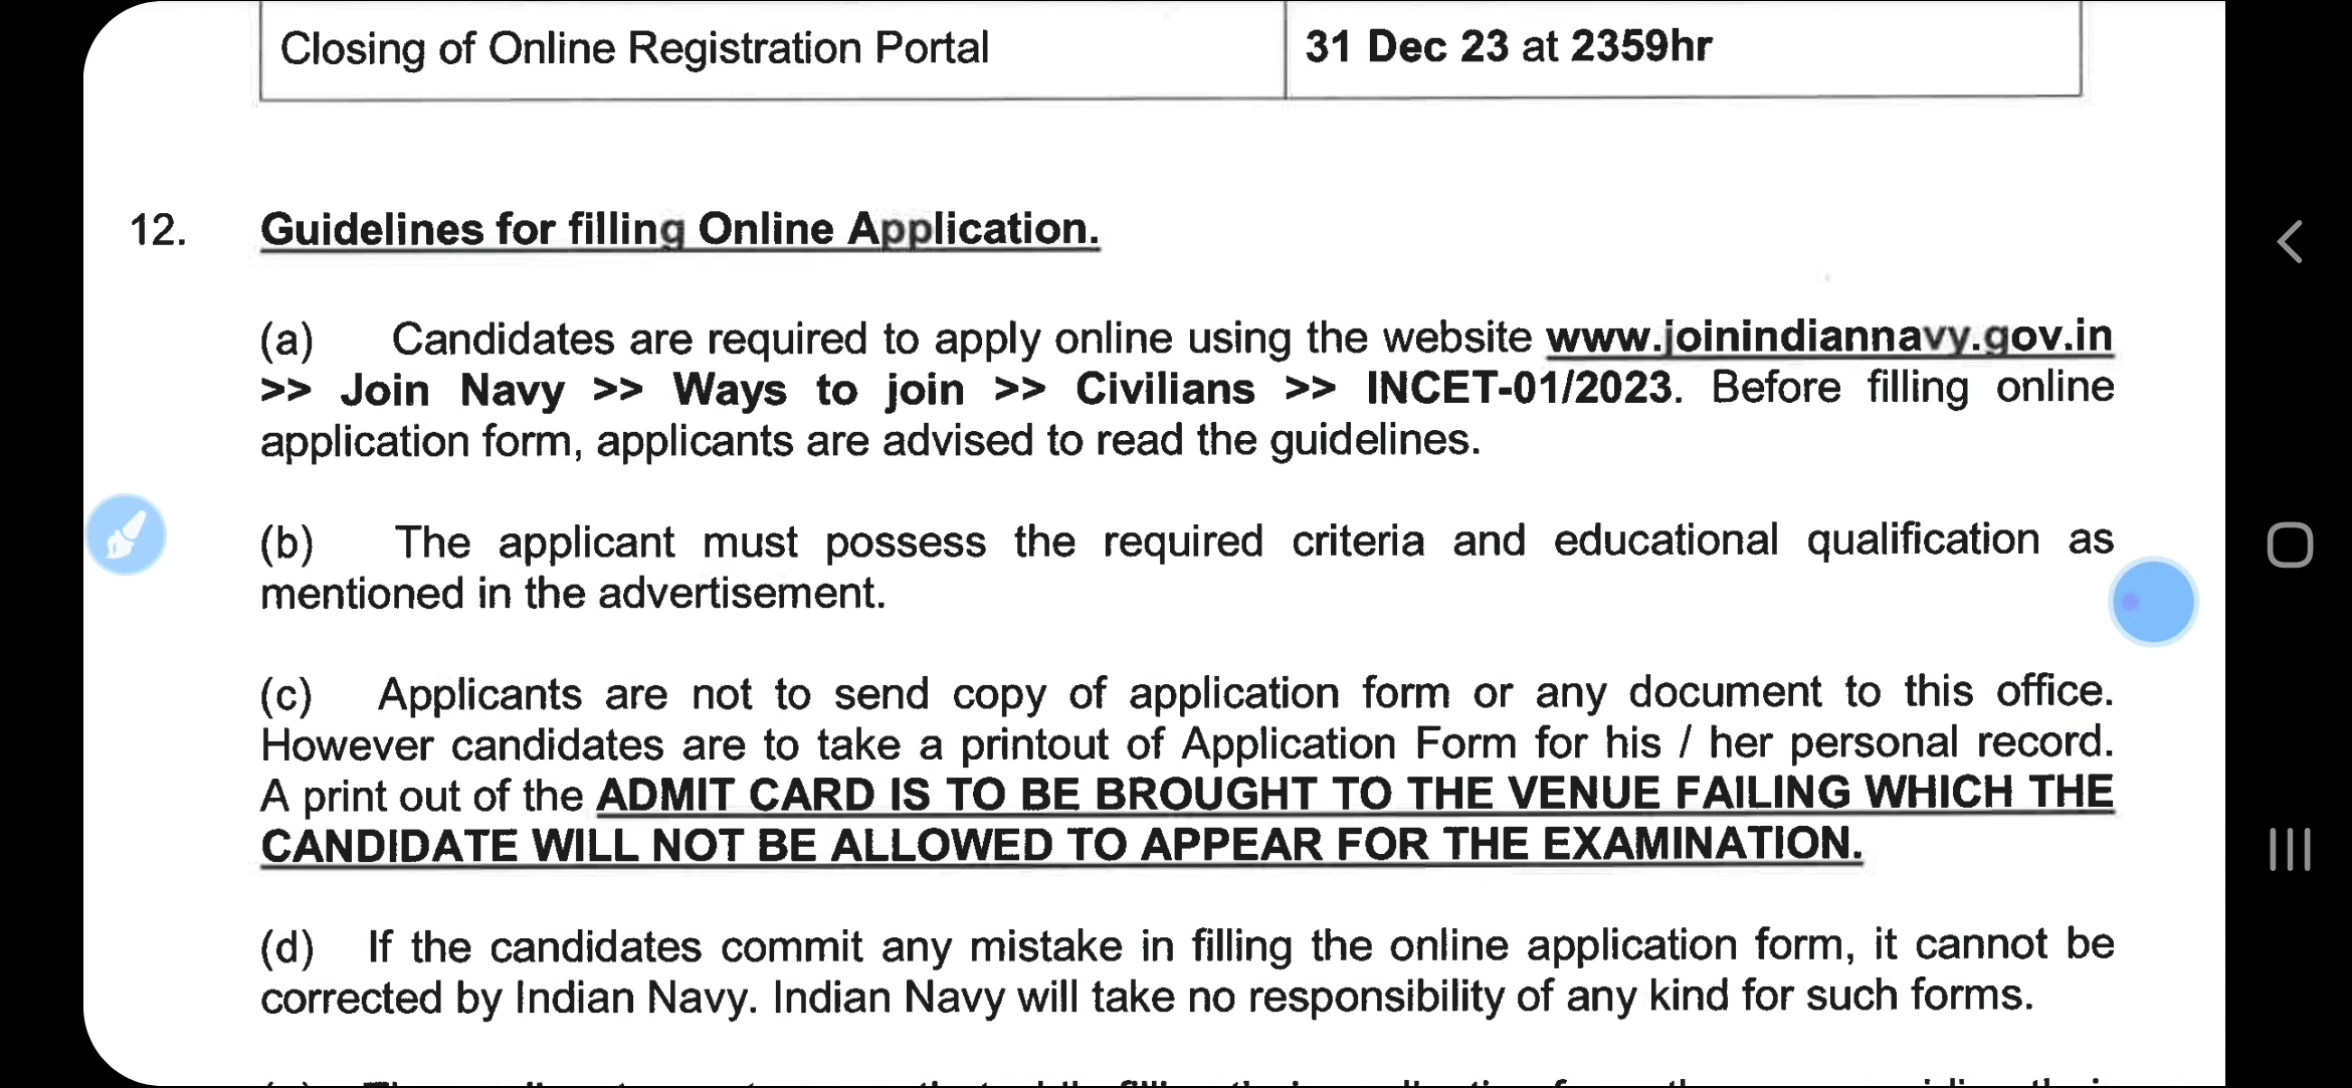 Closing of Online Registration Portal 31 Dec 23 at 2359hr
12. Guidelines for filling Online Application.
(a) Candidates are required to apply online using the website www.joinindiannavy.gov.in
>> Join Navy >> Ways to join >> Civilians >> INCET-01/2023. Before filling online
application form, applicants are advised to read the guidelines.
(b) The applicant must possess the required criteria and educational qualification as
mentioned in the advertisement.
(c) Applicants are not to send copy of application form or any document to this office.
However candidates are to take a printout of Application Form for his / her personal record.
A print out of the ADMIT CARD IS TO BE BROUGHT TO THE VENUE FAILING WHICH THE
CANDIDATE WILL NOT BE ALLOWED TO APPEAR FOR THE EXAMINATION.
(d) If the candidates commit any mistake in filling the online application form, it cannot be
corrected by Indian Navy. Indian Navy will take no responsibility of any kind for such forms.